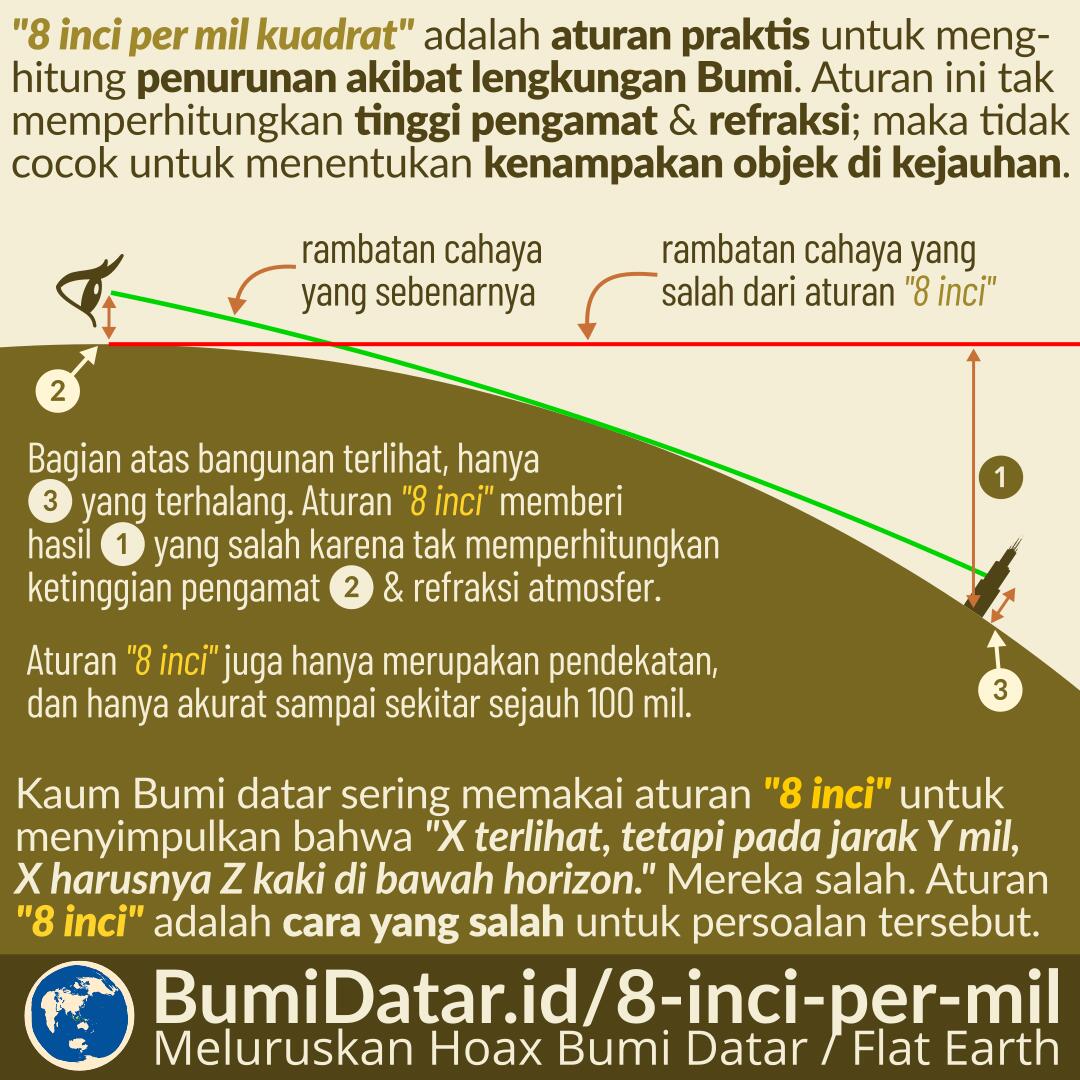 "8 inci per mil kuadrat" adalah aturan praktis untuk meng-
hitung penurunan akibat lengkungan Bumi. Aturan ini tak
memperhitungkan tinggi pengamat & refraksi; maka tidak
cocok untuk menentukan kenampakan objek di kejauhan.
rambatan cahaya
yang sebenarnya
rambatan cahaya yang
salah dari aturan "8 inci"
2
1
Bagian atas bangunan terlihat, hanya
3 yang terhalang. Aturan "8 inci" memberi
hasil 1 yang salah karena tak memperhitungkan
ketinggian pengamat 2 & refraksi atmosfer.
Aturan "8 inci" juga hanya merupakan pendekatan,
dan hanya akurat sampai sekitar sejauh 100 mil.
3
Kaum Bumi datar sering memakai aturan "8 inci" untuk
menyimpulkan bahwa "X terlihat, tetapi pada jarak Y mil,
X harusnya Z kaki di bawah horizon." Mereka salah. Aturan
"8 inci" adalah cara yang salah untuk persoalan tersebut.
BumiDatar.id/8-inci-per-mil
Meluruskan Hoax Bumi Datar / Flat Earth